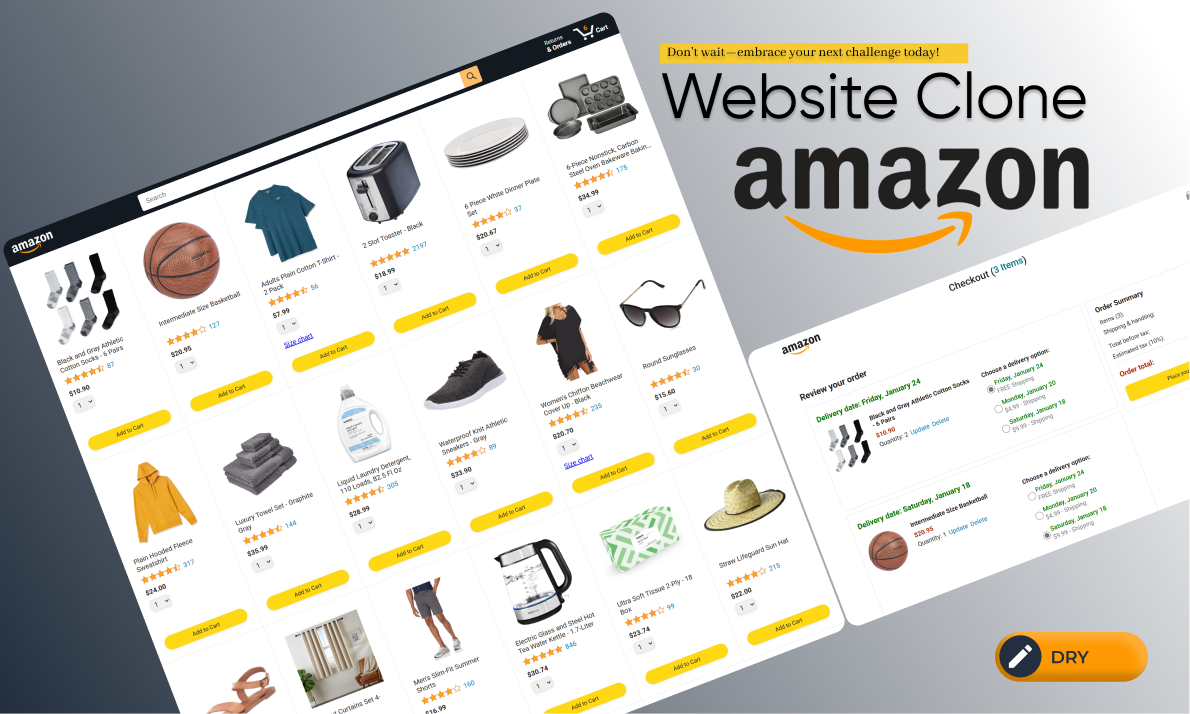 Don't wait—embrace your next challenge today!
Website Clone
amazon
amazon
Search
Returns
& Orders
6
Cart
Black and Gray Athletic
Cotton Socks - 6 Pairs
87
$10.90
1
Add to Cart
Intermediate Size Basketball
127
$20.95
1
Add to Cart
Adults Plain Cotton T-Shirt -
2 Pack
56
$7.99
1
Size chart
Add to Cart
2 Slot Toaster - Black
2197
$18.99
1
Add to Cart
6 Piece White Dinner Plate
Set
37
$20.67
1
Add to Cart
6-Piece Nonstick, Carbon
Steel Oven Bakeware Bakin...
175
$34.99
1
Add to Cart
Plain Hooded Fleece
Sweatshirt
317
$24.00
1
Add to Cart
Luxury Towel Set - Graphite
Gray
144
$35.99
1
Add to Cart
Liquid Laundry Detergent,
110 Loads, 82.5 Fl Oz
305
$28.99
1
Add to Cart
Waterproof Knit Athletic
Sneakers - Gray
89
$33.90
1
Add to Cart
Women's Chiffon Beachwear
Cover Up - Black
235
$20.70
1
Size chart
Add to Cart
Round Sunglasses
30
$15.60
1
Add to Cart
Curtains Set 4-
Men's Slim-Fit Summer
Shorts
160
$16.99
Electric Glass and Steel Hot
Tea Water Kettle - 1.7-Liter
846
$30.74
1
Add to Cart
Ultra Soft Tissue 2-Ply - 18
Box
99
$23.74
1
Add to Cart
Straw Lifeguard Sun Hat
215
$22.00
1
Add to Cart
amazon
Checkout (3 Items)
Review your order
Delivery date: Friday, January 24
Black and Gray Athletic Cotton Socks
- 6 Pairs
$10.90
Quantity: 2 Update Delete
Choose a delivery option:
Friday, January 24
FREE Shipping
Monday, January 20
$4.99 - Shipping
Saturday, January 18
$9.99 - Shipping
Delivery date: Saturday, January 18
Intermediate Size Basketball
$20.95
Quantity: 1 Update Delete
Choose a delivery option:
Friday, January 24
FREE Shipping
Monday, January 20
$4.99 - Shipping
Saturday, January 18
$9.99 - Shipping
Order Summary
Items (3):
Shipping & handling:
Total before tax:
Estimated tax (10%):
Order total:
Place your
DRY